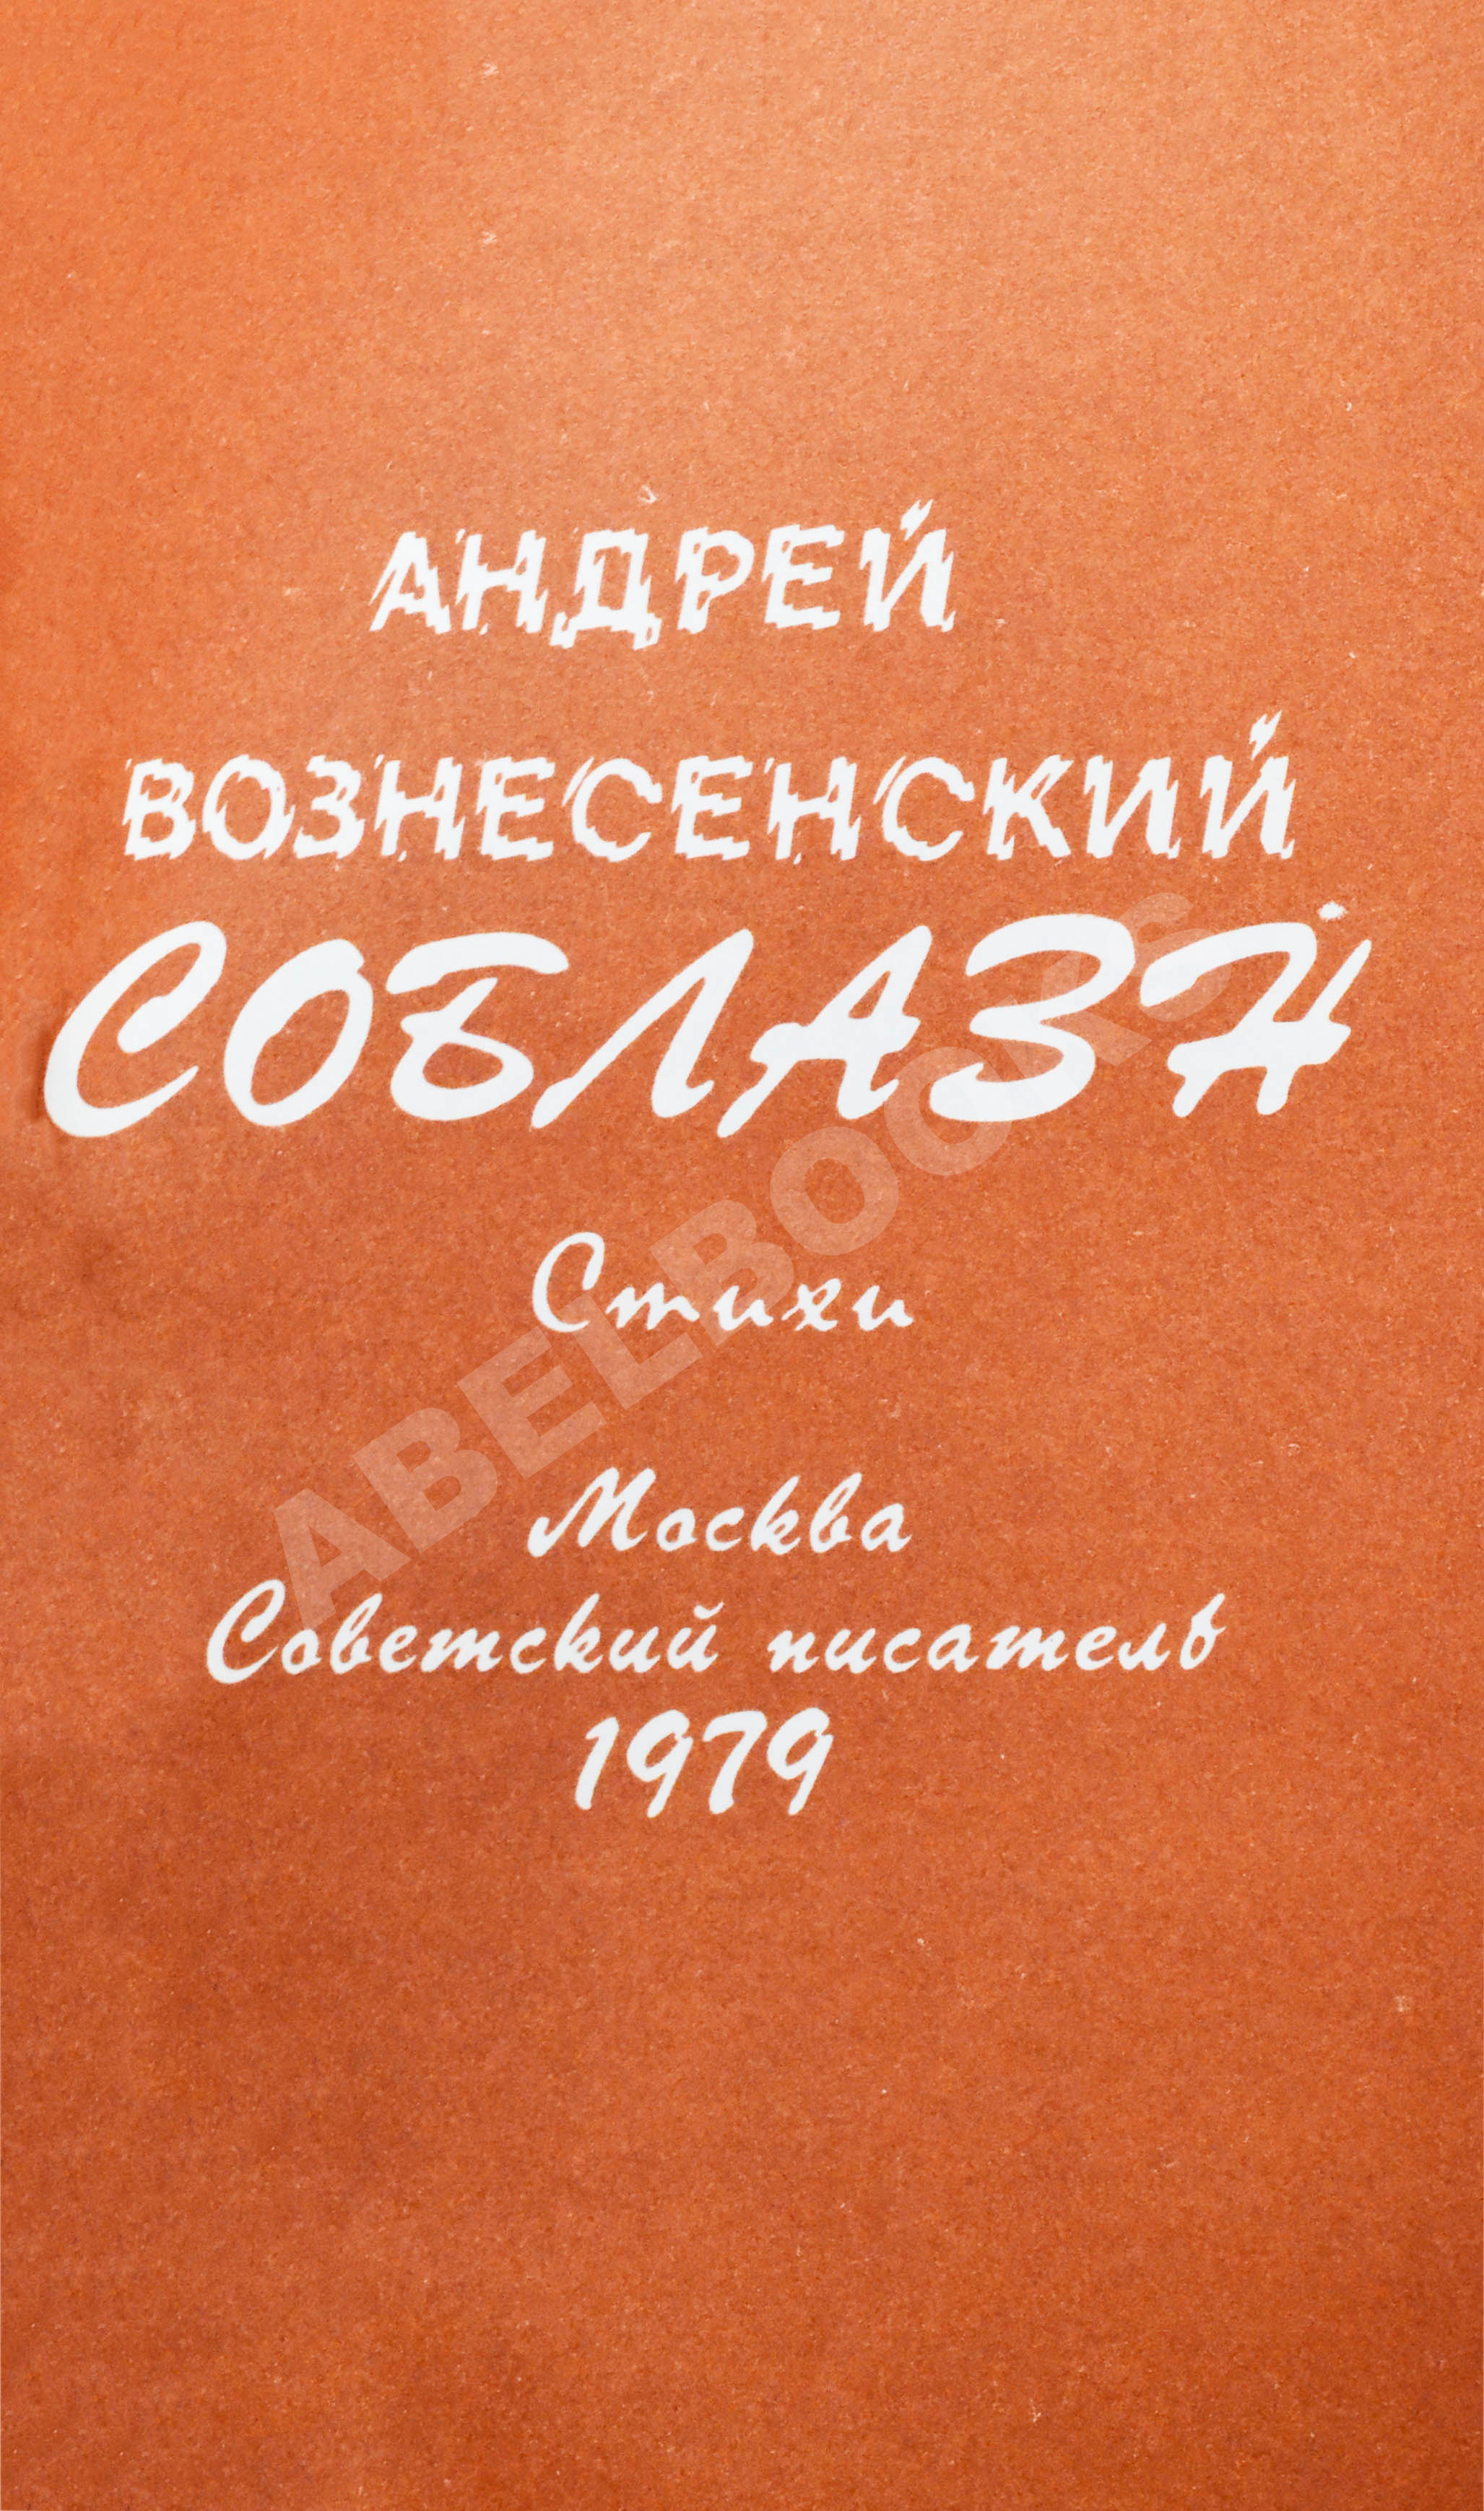 АНДРЕЙ
ВОЗНЕСЕНСКИЙ
СОБЛАЗН
Стихи
Москва
Советский писатель
1979
ABELBOOKS